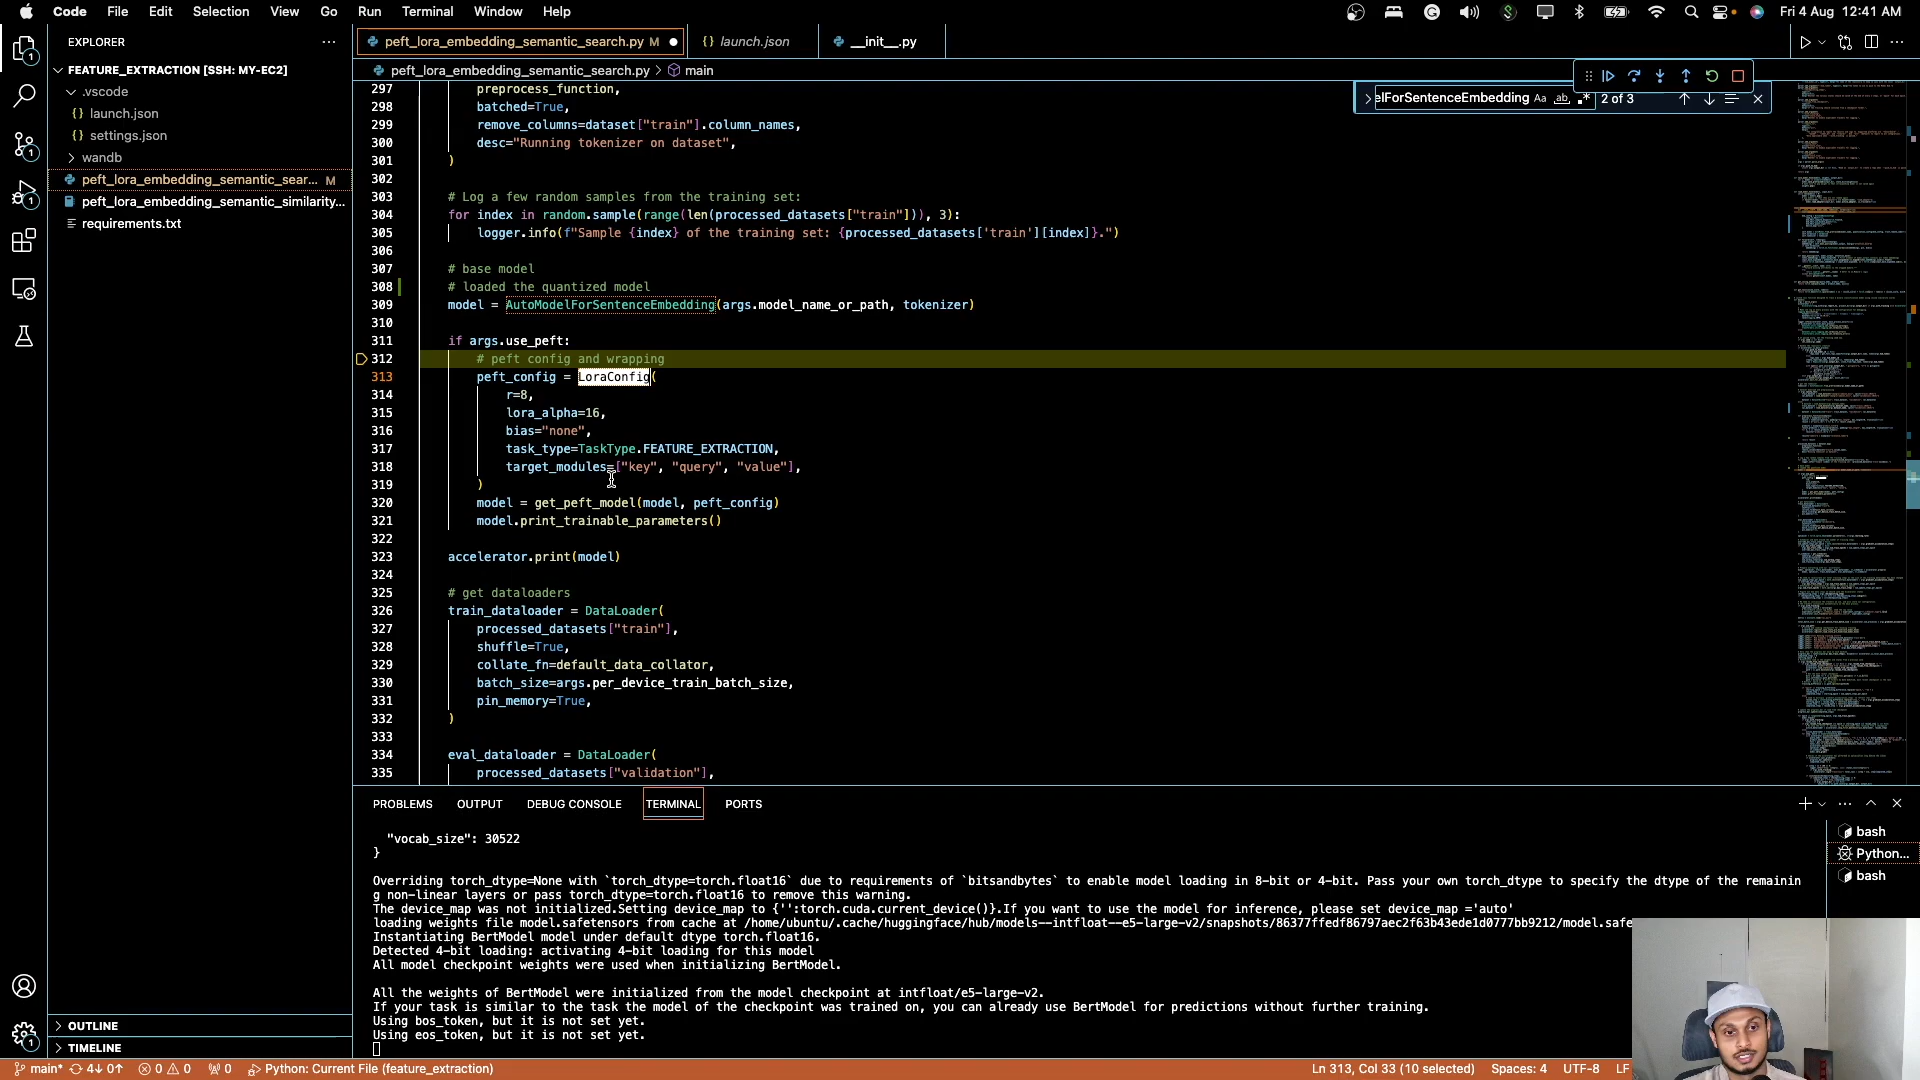 Code File Edit Selection View Go Run Terminal Window Help Fri 4 Aug 12:41 AM
EXPLORER
FEATURE_EXTRACTION [SSH: MY-EC2]
.vscode
launch.json
settings.json
wandb
peft_lora_embedding_semantic_sear... M
peft_lora_embedding_semantic_similarity...
requirements.txt
OUTLINE
TIMELINE
peft_lora_embedding_semantic_search.py M launch.json __init__.py
peft_lora_embedding_semantic_search.py > main
elForSentenceEmbedding Aa ab 2 of 3
297 preprocess_function,
298 batched=True,
299 remove_columns=dataset["train"].column_names,
300 desc="Running tokenizer on dataset",
301 )
302
303 # Log a few random samples from the training set:
304 for index in random.sample(range(len(processed_datasets["train"])), 3):
305 logger.info(f"Sample {index} of the training set: {processed_datasets['train'][index]}.")
306
307 # base model
308 # loaded the quantized model
309 model = AutoModelForSentenceEmbedding(args.model_name_or_path, tokenizer)
310
311 if args.use_peft:
312 # peft config and wrapping
313 peft_config = LoraConfig(
314 r=8,
315 lora_alpha=16,
316 bias="none",
317 task_type=TaskType.FEATURE_EXTRACTION,
318 target_modules=["key", "query", "value"],
319 )
320 model = get_peft_model(model, peft_config)
321 model.print_trainable_parameters()
322
323 accelerator.print(model)
324
325 # get dataloaders
326 train_dataloader = DataLoader(
327 processed_datasets["train"],
328 shuffle=True,
329 collate_fn=default_data_collator,
330 batch_size=args.per_device_train_batch_size,
331 pin_memory=True,
332 )
333
334 eval_dataloader = DataLoader(
335 processed_datasets["validation"],
PROBLEMS OUTPUT DEBUG CONSOLE TERMINAL PORTS
"vocab_size": 30522
}
Overriding torch_dtype=None with `torch_dtype=torch.float16` due to requirements of `bitsandbytes` to enable model loading in 8-bit or 4-bit. Pass your own torch_dtype to specify the dtype of the remainin
g non-linear layers or pass torch_dtype=torch.float16 to remove this warning.
The device_map was not initialized.Setting device_map to {'':torch.cuda.current_device()}.If you want to use the model for inference, please set device_map ='auto'
loading weights file model.safetensors from cache at /home/ubuntu/.cache/huggingface/hub/models--intfloat--e5-large-v2/snapshots/86377ffedf86797aec2f63b43ede1d0777bb9212/model.safe
Instantiating BertModel model under default dtype torch.float16.
Detected 4-bit loading: activating 4-bit loading for this model
All model checkpoint weights were used when initializing BertModel.
All the weights of BertModel were initialized from the model checkpoint at intfloat/e5-large-v2.
If your task is similar to the task the model of the checkpoint was trained on, you can already use BertModel for predictions without further training.
Using bos_token, but it is not set yet.
Using eos_token, but it is not set yet.
bash
Python...
bash
main* 4↓ 0↑ 0 0 0 Python: Current File (feature_extraction) Ln 313, Col 33 (10 selected) Spaces: 4 UTF-8 LF